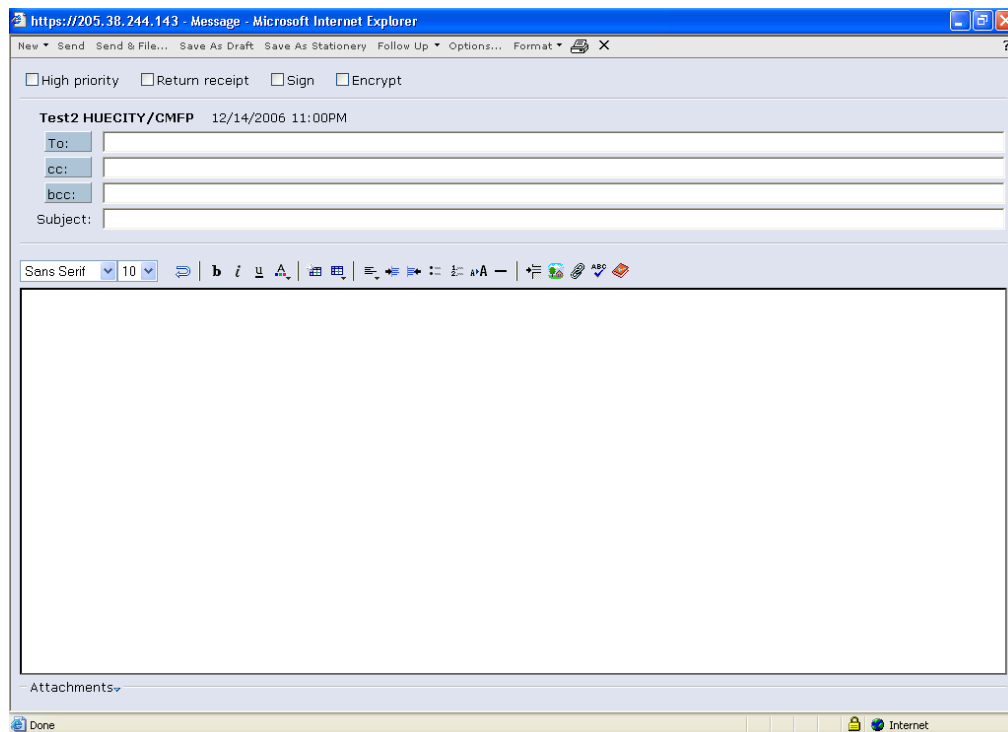 https://205.38.244.143 - Message - Microsoft Internet Explorer
New Send Send & File... Save As Draft Save As Stationery Follow Up Options... Format ?
High priority Return receipt Sign Encrypt
Test2 HUECITY/CMFP 12/14/2006 11:00PM
To:
cc:
bcc:
Subject:
Sans Serif 10 b i u A A›A ABC
Attachments
Done Internet